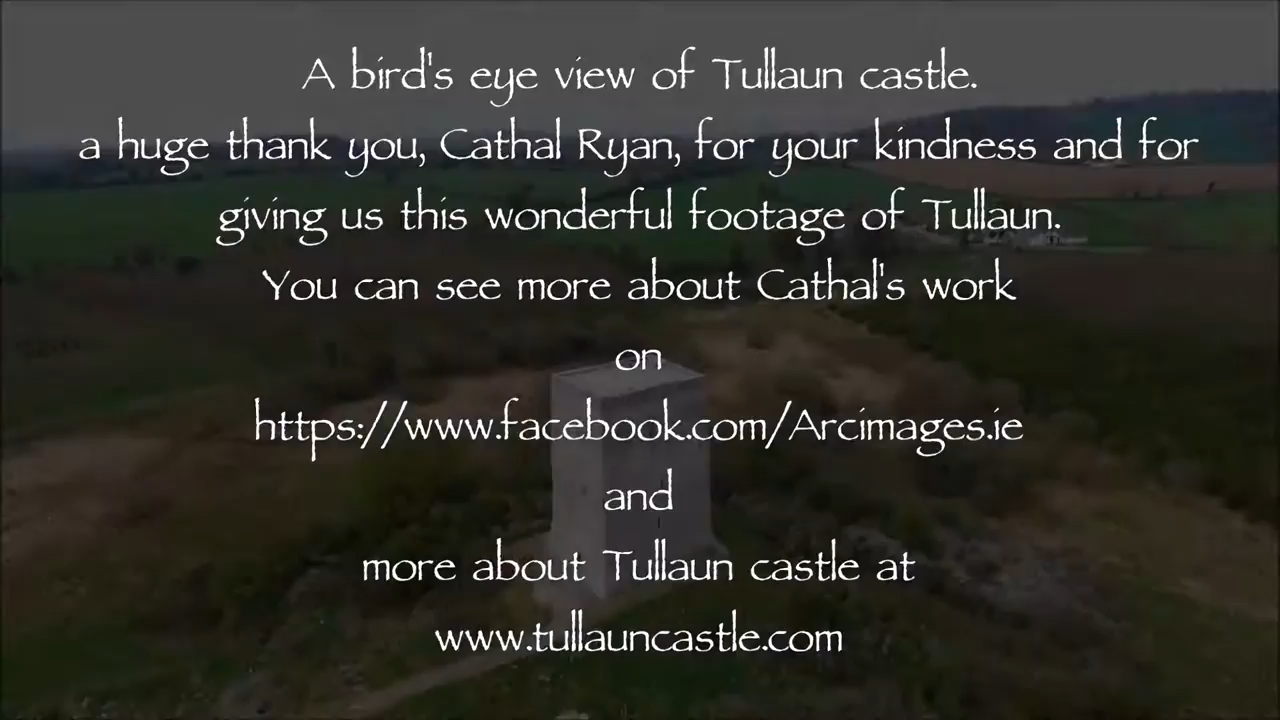 A bird's eye view of Tullaun castle.
a huge thank you, Cathal Ryan, for your kindness and for
giving us this wonderful footage of Tullaun.
You can see more about Cathal's work
on
https://www.facebook.com/Arcimages.ie
and
more about Tullaun castle at
www.tullauncastle.com